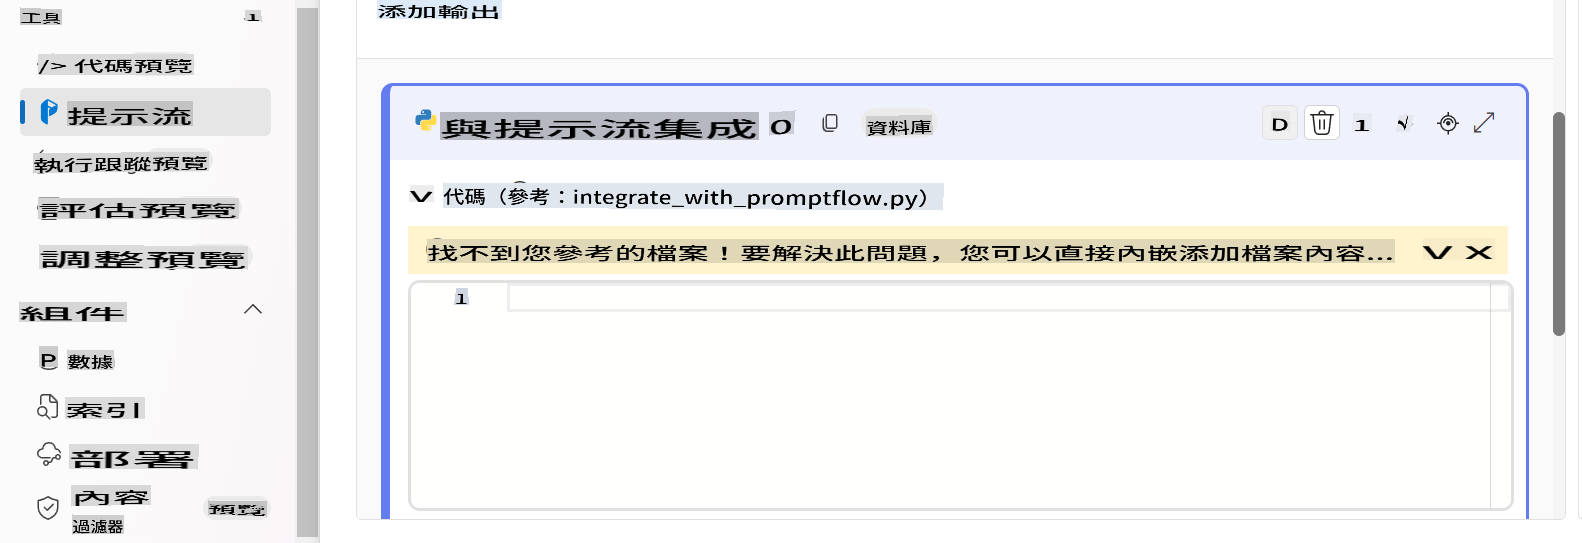 工具 1
</> 代碼預覽
提示流
執行跟蹤預覽
評估預覽
調整預覽
組件
P 數據
索引
部署
內容 預覽
過濾器
添加輸出
與提示流集成 O 資料庫 D 1 √
V 代碼（參考：integrate_with_promptflow.py）
找不到您參考的檔案！要解決此問題，您可以直接內嵌添加檔案內容... V X
1